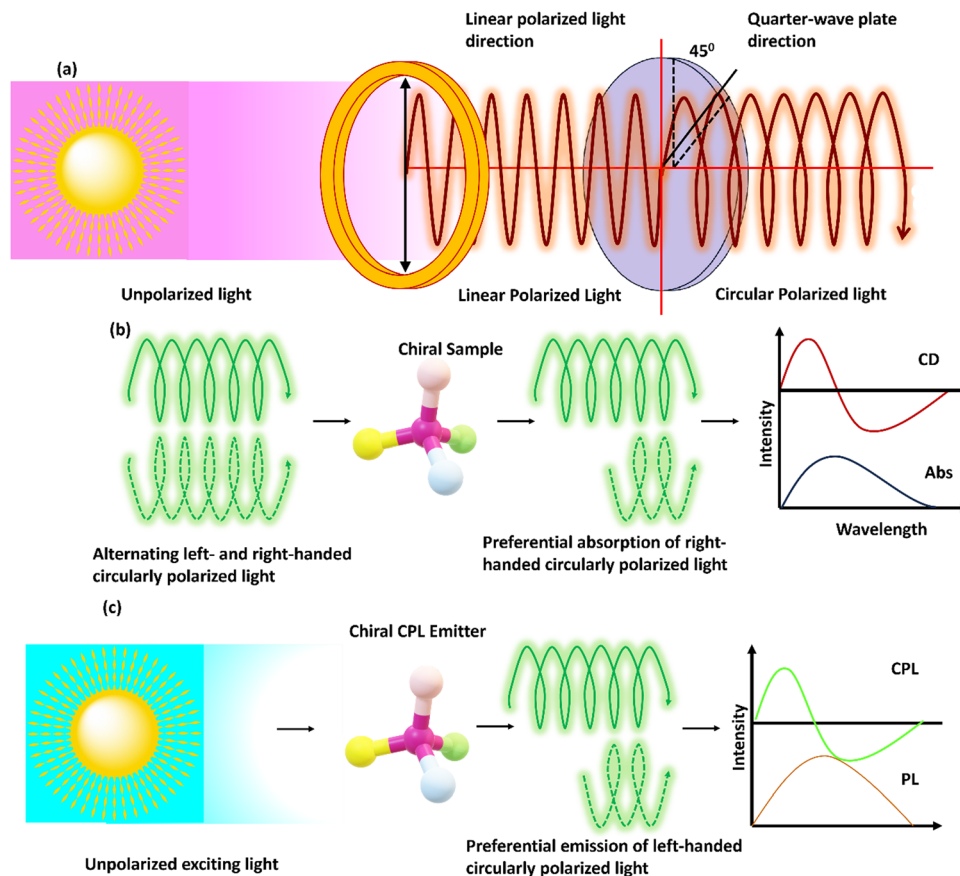 (a)
Linear polarized light
direction
Quarter-wave plate
direction
45⁰
Unpolarized light
Linear Polarized Light
Circular Polarized light
(b)
Chiral Sample
CD
Abs
Intensity
Wavelength
Alternating left- and right-handed
circularly polarized light
Preferential absorption of right-
handed circularly polarized light
(c)
Chiral CPL Emitter
CPL
PL
Intensity
Unpolarized exciting light
Preferential emission of left-handed
circularly polarized light